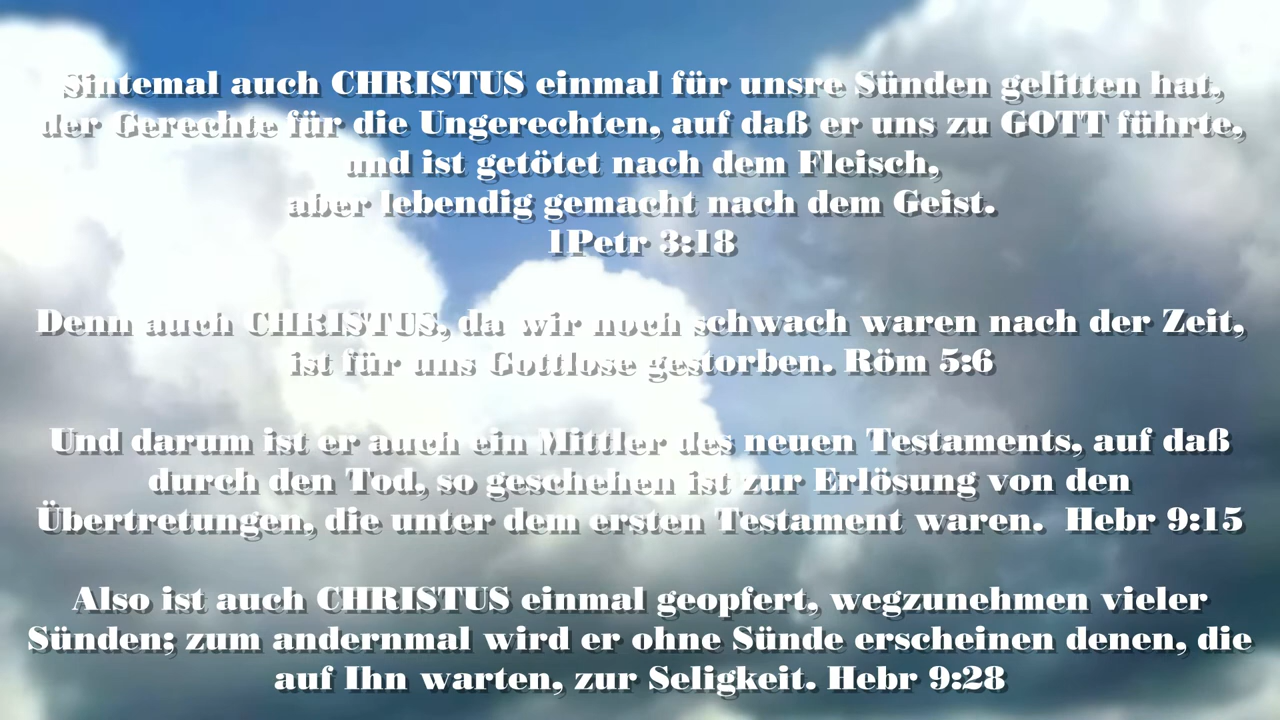 Sintemal auch CHRISTUS einmal für unsre Sünden gelitten hat,
der Gerechte für die Ungerechten, auf daß er uns zu GOTT führte,
und ist getötet nach dem Fleisch,
aber lebendig gemacht nach dem Geist.
1Petr 3:18
Denn auch CHRISTUS, da wir noch schwach waren nach der Zeit,
ist für uns Gottlose gestorben. Röm 5:6
Und darum ist er auch ein Mittler des neuen Testaments, auf daß
durch den Tod, so geschehen ist zur Erlösung von den
Übertretungen, die unter dem ersten Testament waren.  Hebr 9:15
Also ist auch CHRISTUS einmal geopfert, wegzunehmen vieler
Sünden; zum andernmal wird er ohne Sünde erscheinen denen, die
auf Ihn warten, zur Seligkeit. Hebr 9:28